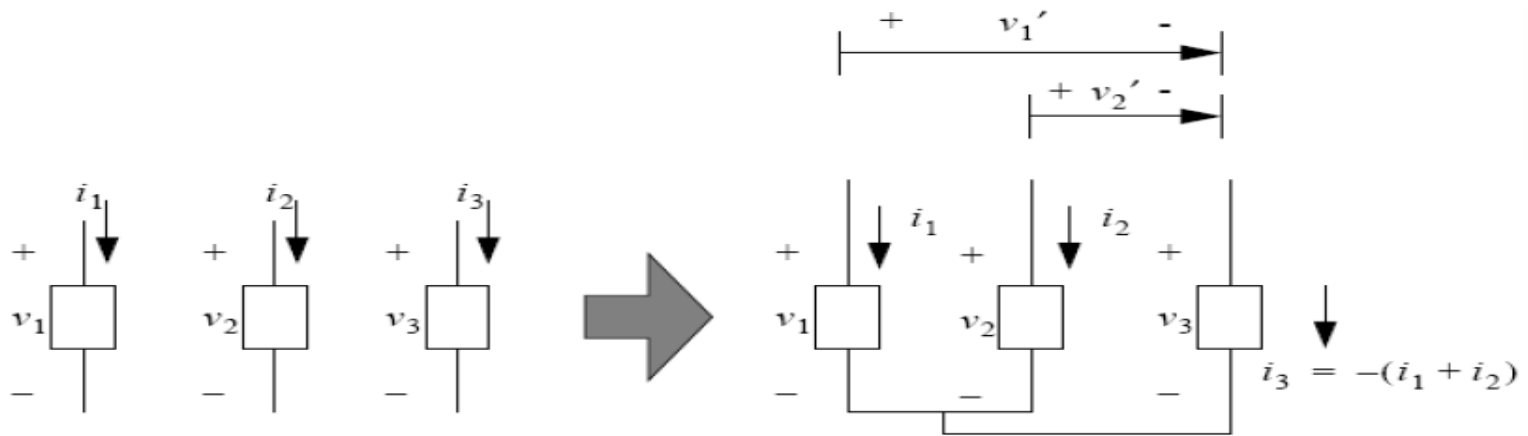 + v₁′ -
+ v₂′ -
i₁ i₂ i₃ i₁ i₂
+ + + + + +
v₁ v₂ v₃ v₁ v₂ v₃
i₃ = −(i₁ + i₂)
− − − − − −